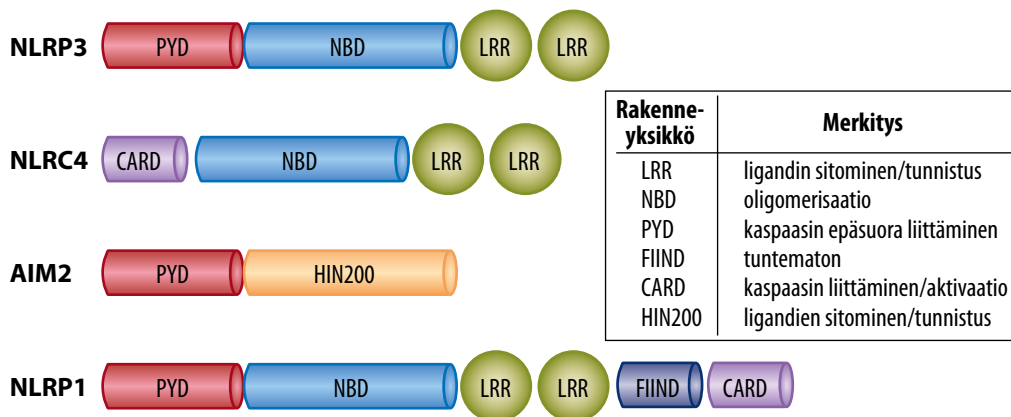 NLRP3 PYD NBD LRR LRR
NLRC4 CARD NBD LRR LRR
AIM2 PYD HIN200
NLRP1 PYD NBD LRR LRR FIIND CARD
Rakenne-
yksikkö Merkitys
LRR ligandin sitominen/tunnistus
NBD oligomerisaatio
PYD kaspaasin epäsuora liittäminen
FIIND tuntematon
CARD kaspaasin liittäminen/aktivaatio
HIN200 ligandien sitominen/tunnistus